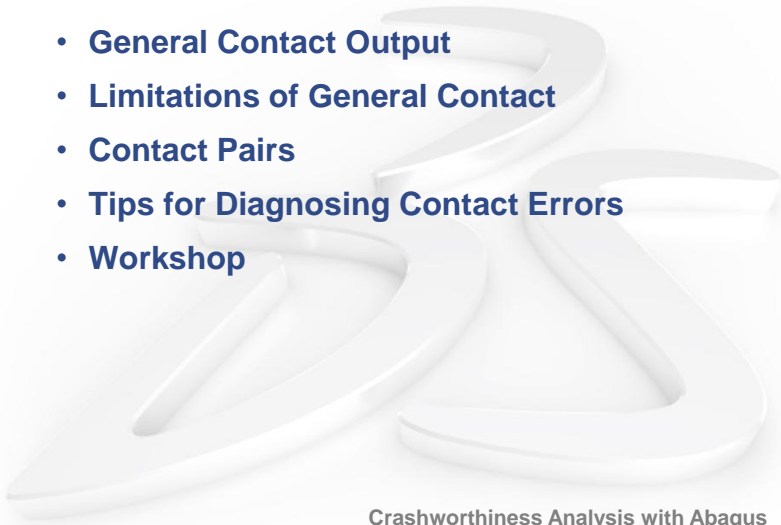 • General Contact Output
• Limitations of General Contact
• Contact Pairs
• Tips for Diagnosing Contact Errors
• Workshop
Crashworthiness Analysis with Abaqus